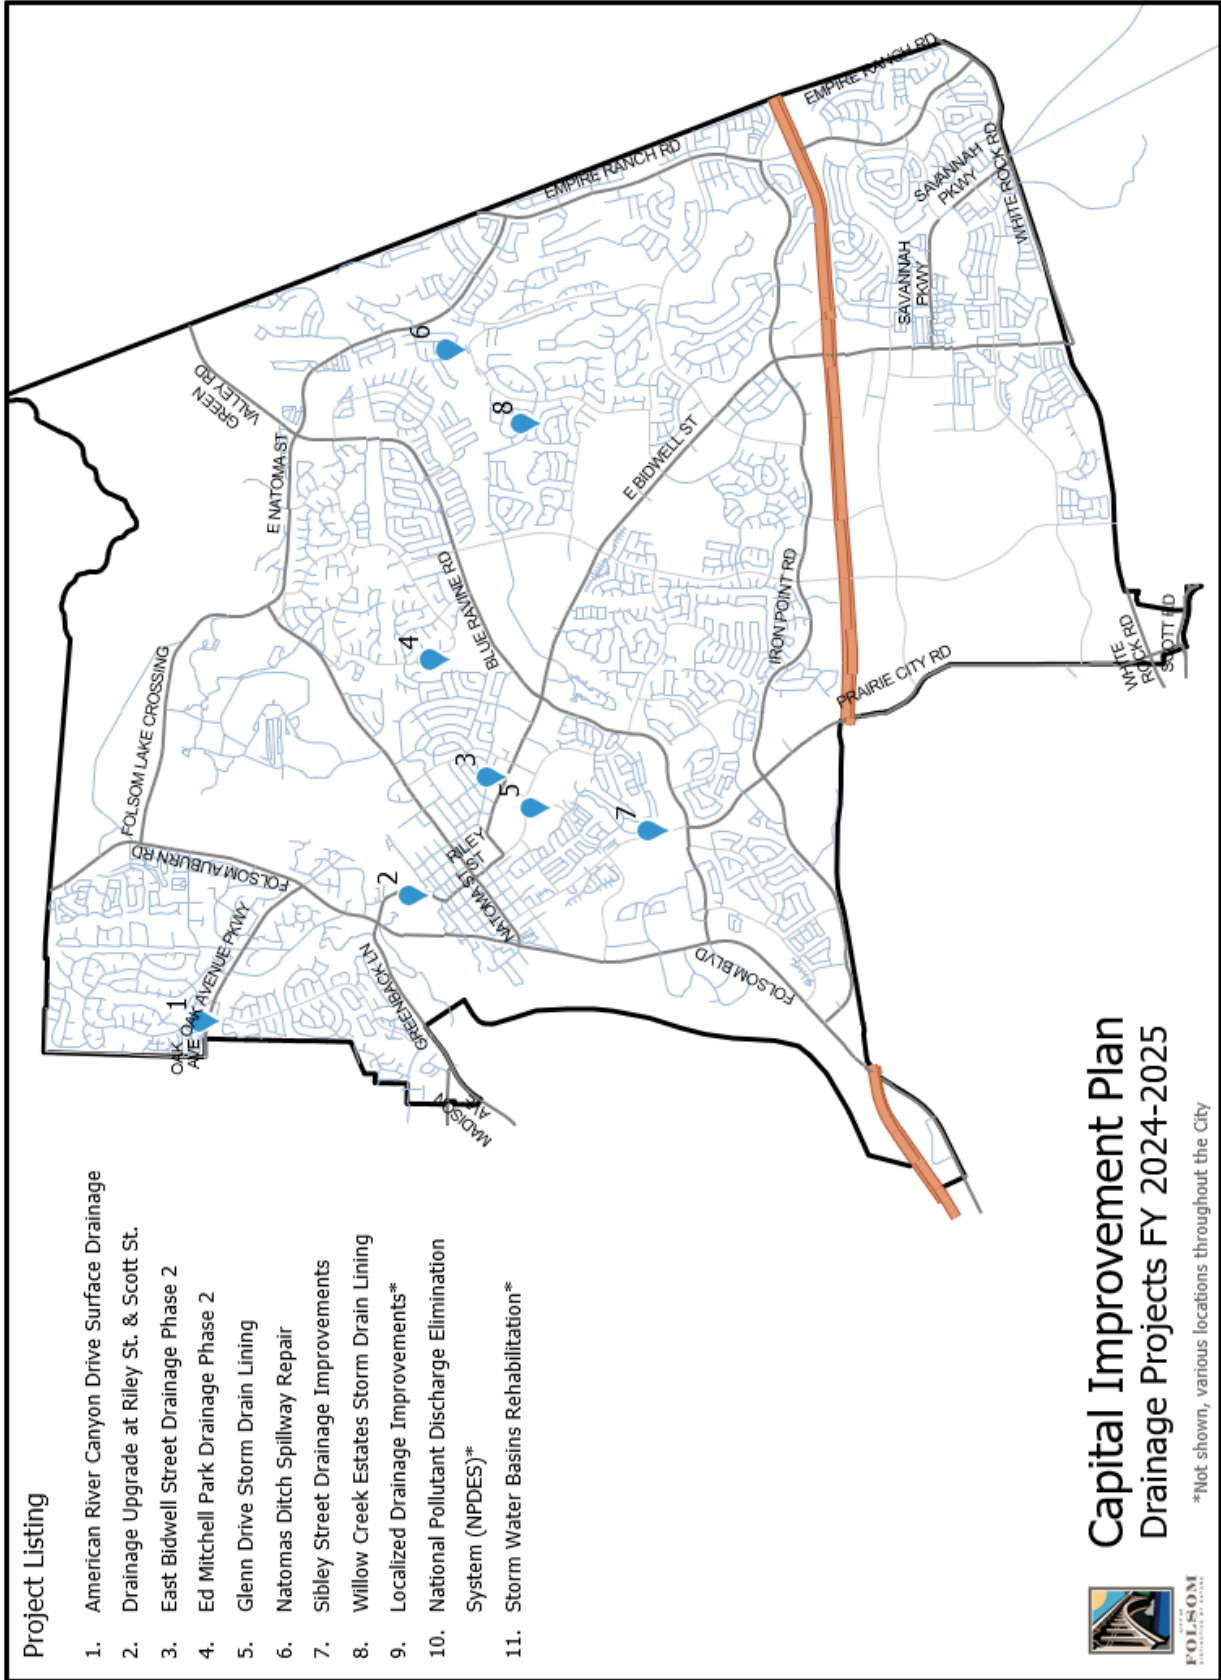 Project Listing
1. American River Canyon Drive Surface Drainage
2. Drainage Upgrade at Riley St. & Scott St.
3. East Bidwell Street Drainage Phase 2
4. Ed Mitchell Park Drainage Phase 2
5. Glenn Drive Storm Drain Lining
6. Natomas Ditch Spillway Repair
7. Sibley Street Drainage Improvements
8. Willow Creek Estates Storm Drain Lining
9. Localized Drainage Improvements*
10. National Pollutant Discharge Elimination
System (NPDES)*
11. Storm Water Basins Rehabilitation*
FOLSOM LAKE CROSSING
FOLSOM AUBURN RD
OAK AVENUE PKWY
OAK
AVE
1
GREENBACK LN
MADISON
AVE
2
NATOMA ST
RILEY
ST
3
5
4
7
FOLSOM BLVD
GREEN
VALLEY RD
E NATOMA ST
BLUE RAVINE RD
6
8
E BIDWELL ST
IRON POINT RD
PRAIRIE CITY RD
EMPIRE RANCH RD
EMPIRE RANCH RD
SAVANNAH
PKWY
SAVANNAH
PKWY
WHITE ROCK RD
WHITE
ROCK RD
SCOTT RD
Capital Improvement Plan
Drainage Projects FY 2024-2025
*Not shown, various locations throughout the City
CITY OF
FOLSOM
DISTINCTIVE BY NATURE